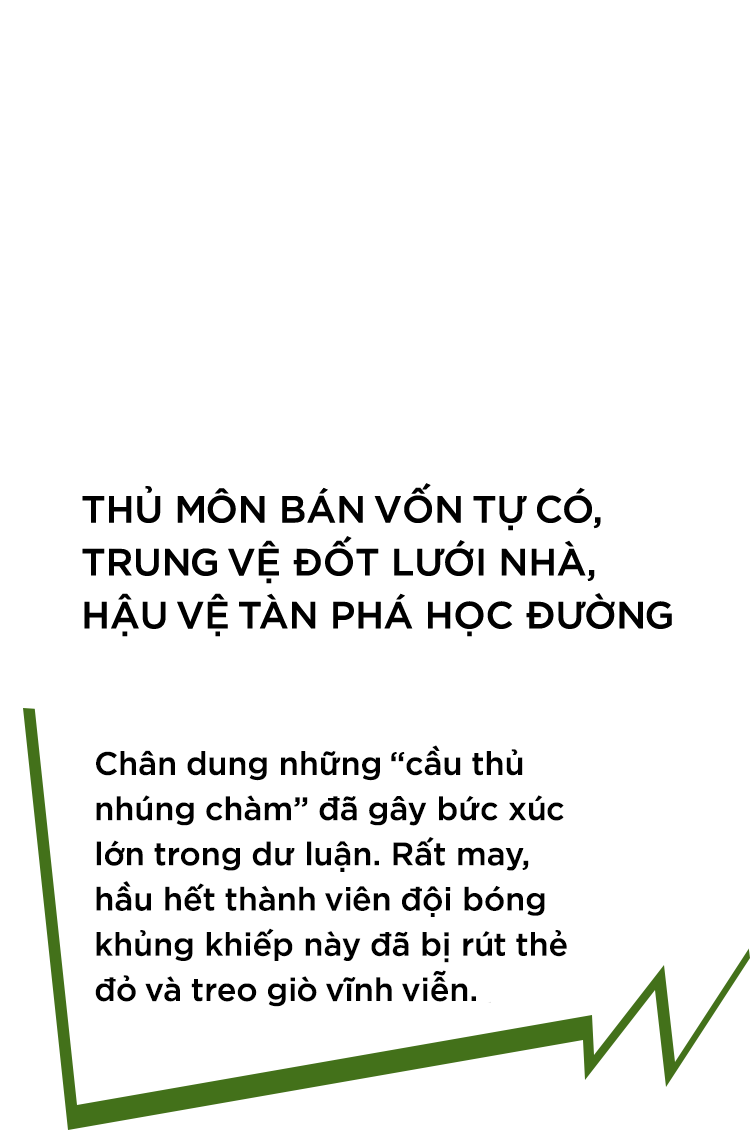 THỦ MÔN BÁN VỐN TỰ CÓ,
TRUNG VỆ ĐỐT LƯỚI NHÀ,
HẬU VỆ TÀN PHÁ HỌC ĐƯỜNG
Chân dung những “cầu thủ
nhúng chàm” đã gây bức xúc
lớn trong dư luận. Rất may,
hầu hết thành viên đội bóng
khủng khiếp này đã bị rút thẻ
đỏ và treo giò vĩnh viễn.